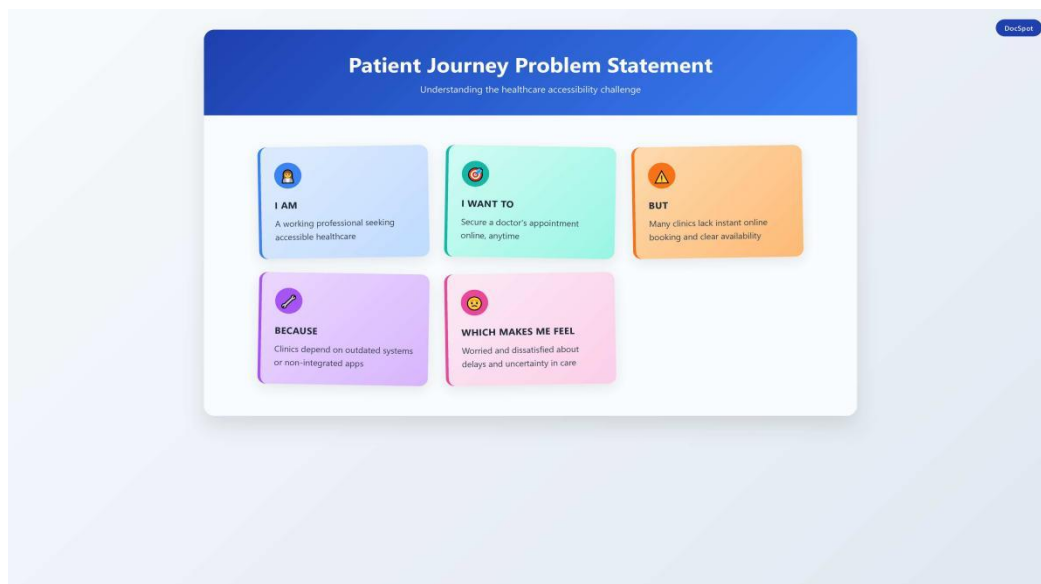 DocSpot
Patient Journey Problem Statement
Understanding the healthcare accessibility challenge
I AM
A working professional seeking
accessible healthcare
I WANT TO
Secure a doctor's appointment
online, anytime
BUT
Many clinics lack instant online
booking and clear availability
BECAUSE
Clinics depend on outdated systems
or non-integrated apps
WHICH MAKES ME FEEL
Worried and dissatisfied about
delays and uncertainty in care